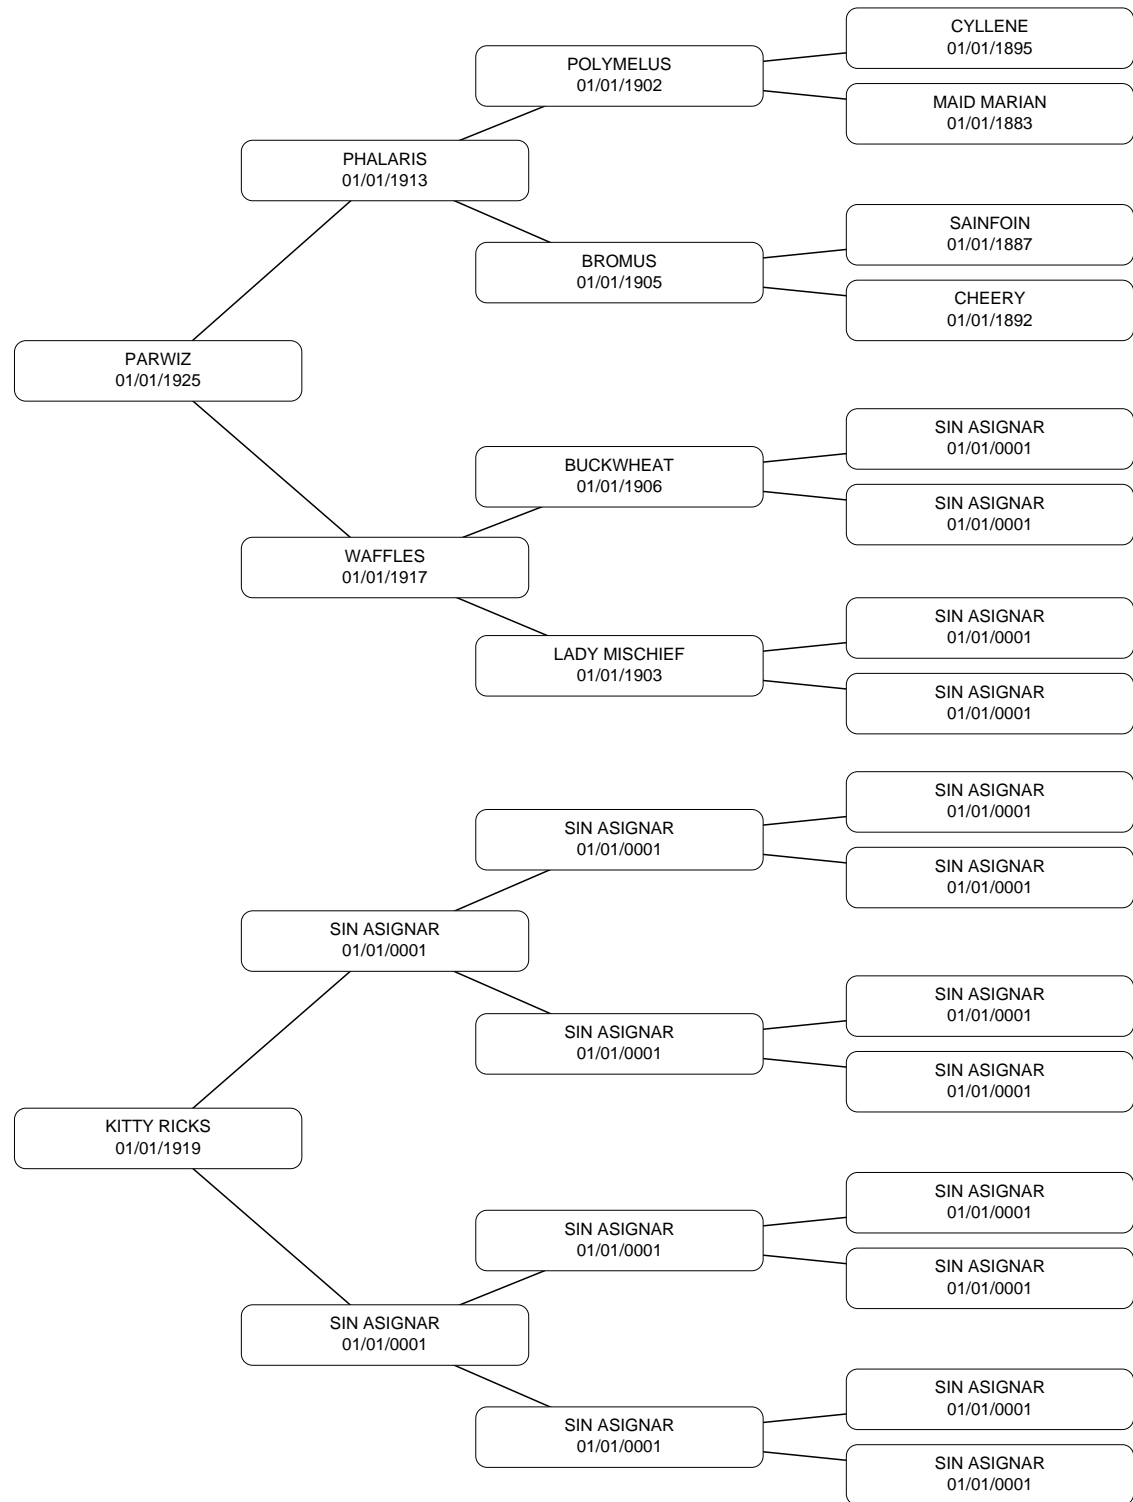 CYLLENE
01/01/1895
POLYMELUS
01/01/1902
MAID MARIAN
01/01/1883
PHALARIS
01/01/1913
SAINFOIN
01/01/1887
BROMUS
01/01/1905
CHEERY
01/01/1892
PARWIZ
01/01/1925
SIN ASIGNAR
01/01/0001
BUCKWHEAT
01/01/1906
SIN ASIGNAR
01/01/0001
WAFFLES
01/01/1917
SIN ASIGNAR
01/01/0001
LADY MISCHIEF
01/01/1903
SIN ASIGNAR
01/01/0001
SIN ASIGNAR
01/01/0001
SIN ASIGNAR
01/01/0001
SIN ASIGNAR
01/01/0001
SIN ASIGNAR
01/01/0001
SIN ASIGNAR
01/01/0001
SIN ASIGNAR
01/01/0001
SIN ASIGNAR
01/01/0001
KITTY RICKS
01/01/1919
SIN ASIGNAR
01/01/0001
SIN ASIGNAR
01/01/0001
SIN ASIGNAR
01/01/0001
SIN ASIGNAR
01/01/0001
SIN ASIGNAR
01/01/0001
SIN ASIGNAR
01/01/0001
SIN ASIGNAR
01/01/0001